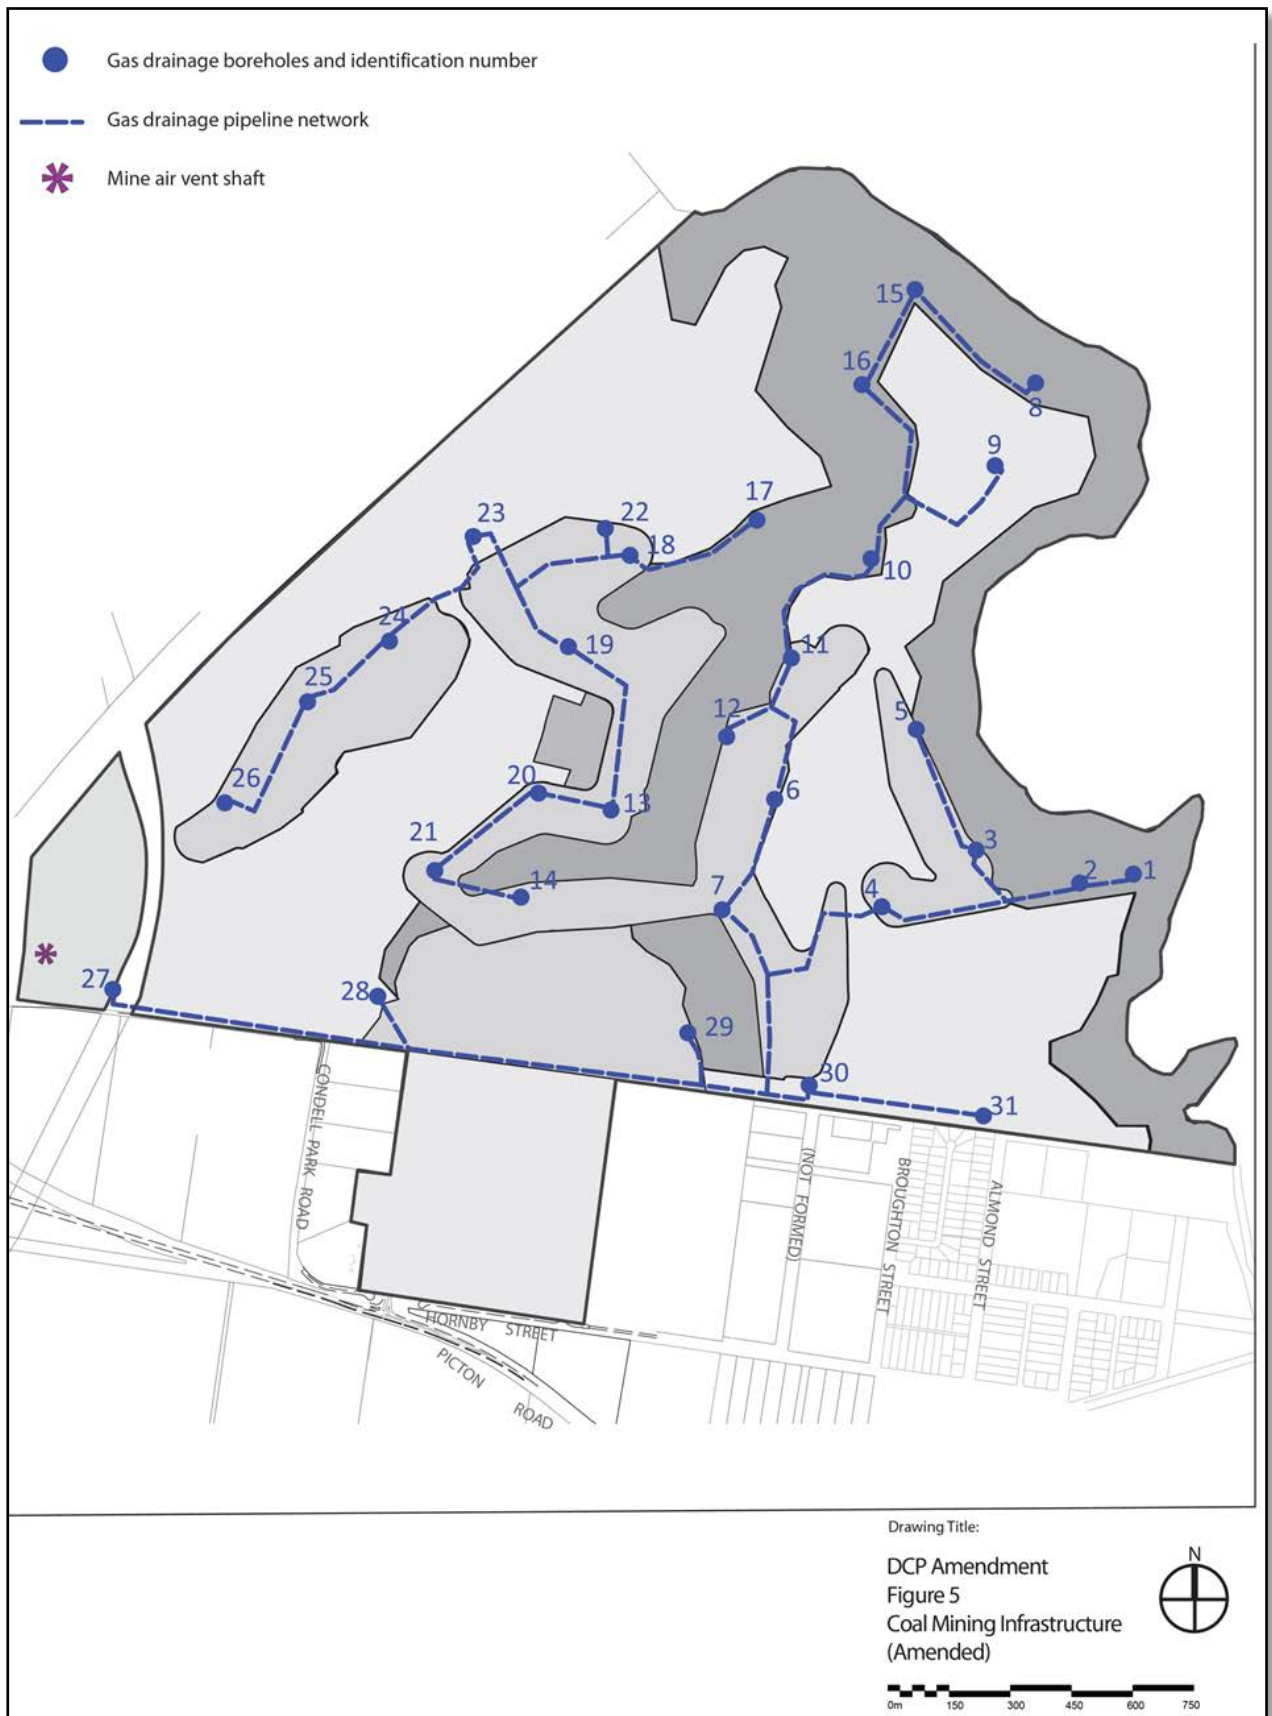 Gas drainage boreholes and identification number
Gas drainage pipeline network
Mine air vent shaft
15
16
8
9
17
23
22
18
10
24
19
11
25
12
5
26
20
13
6
21
3
14
7
4
2
1
27
28
29
30
31
CONDELL PARK ROAD
(NOT FORMED)
BROUGHTON STREET
ALMOND STREET
HORNBY STREET
PICTON ROAD
Drawing Title:
DCP Amendment
Figure 5
Coal Mining Infrastructure
(Amended)
N
0m 150 300 450 600 750